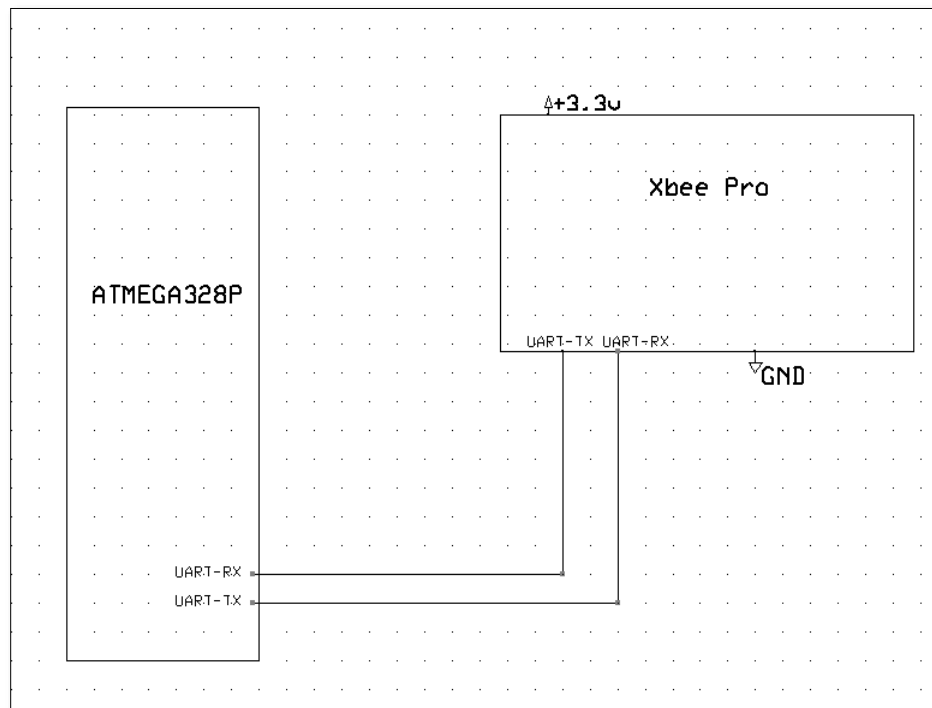 +3.3v
Xbee Pro
ATMEGA328P
UART-TX UART-RX
GND
UART-RX
UART-TX